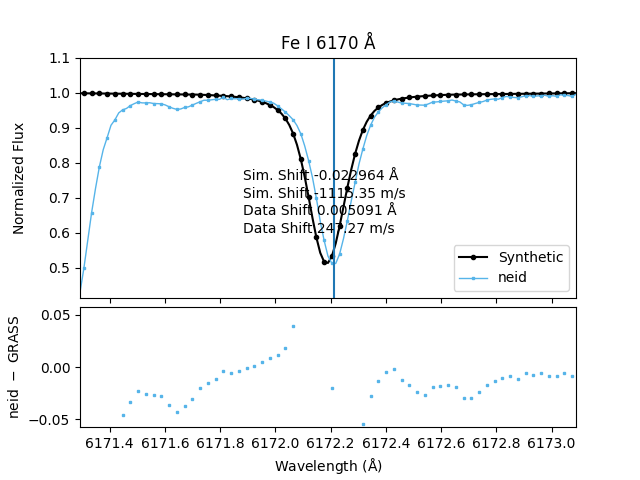 Fe I 6170 Å
Normalized Flux
1.1
1.0
0.9
0.8
0.7
0.6
0.5
Sim. Shift -0.022964 Å
Sim. Shift -1115.35 m/s
Data Shift 0.005091 Å
Data Shift 247.27 m/s
Synthetic
neid
neid − GRASS
0.05
0.00
−0.05
6171.4 6171.6 6171.8 6172.0 6172.2 6172.4 6172.6 6172.8 6173.0
Wavelength (Å)